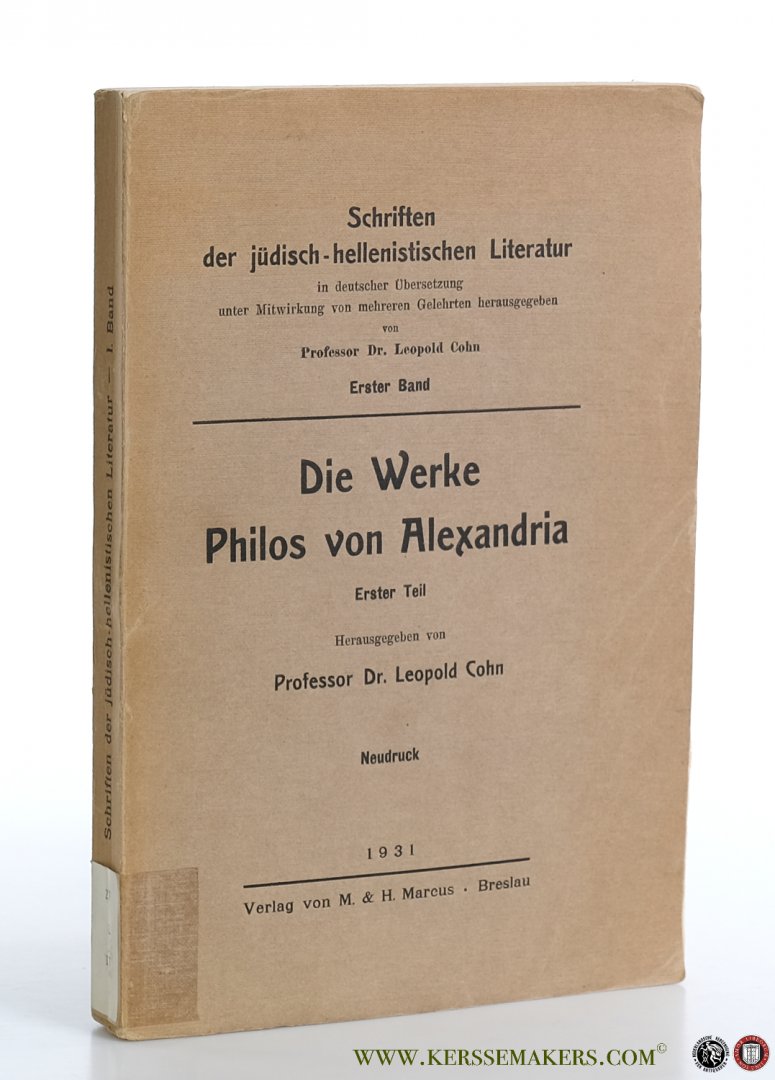 Schriften
der jüdisch-hellenistischen Literatur
in deutscher Übersetzung
unter Mitwirkung von mehreren Gelehrten herausgegeben
von
Professor Dr. Leopold Cohn
Erster Band
Die Werke
Philos von Alexandria
Erster Teil
Herausgegeben von
Professor Dr. Leopold Cohn
Neudruck
1931
Verlag von M. & H. Marcus · Breslau
Schriften der jüdisch-hellenistischen Literatur — 1. Band
WWW.KERSSEMAKERS.COM©